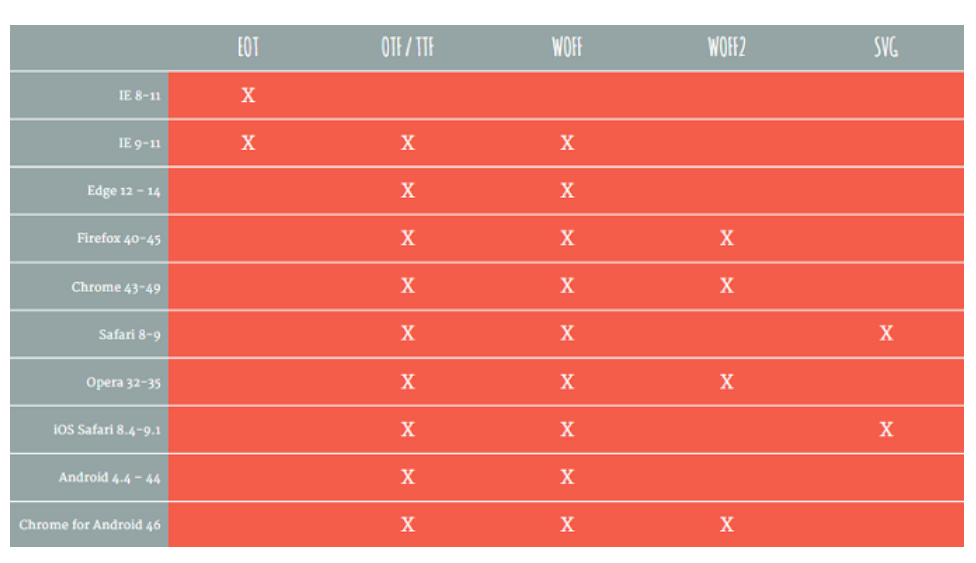 EOT OTF / TTF WOFF WOFF2 SVG
IE 8-11 X
IE 9-11 X X X
Edge 12 - 14 X X
Firefox 40-45 X X X
Chrome 43-49 X X X
Safari 8-9 X X X
Opera 32-35 X X X
iOS Safari 8.4-9.1 X X X
Android 4.4 - 44 X X
Chrome for Android 46 X X X